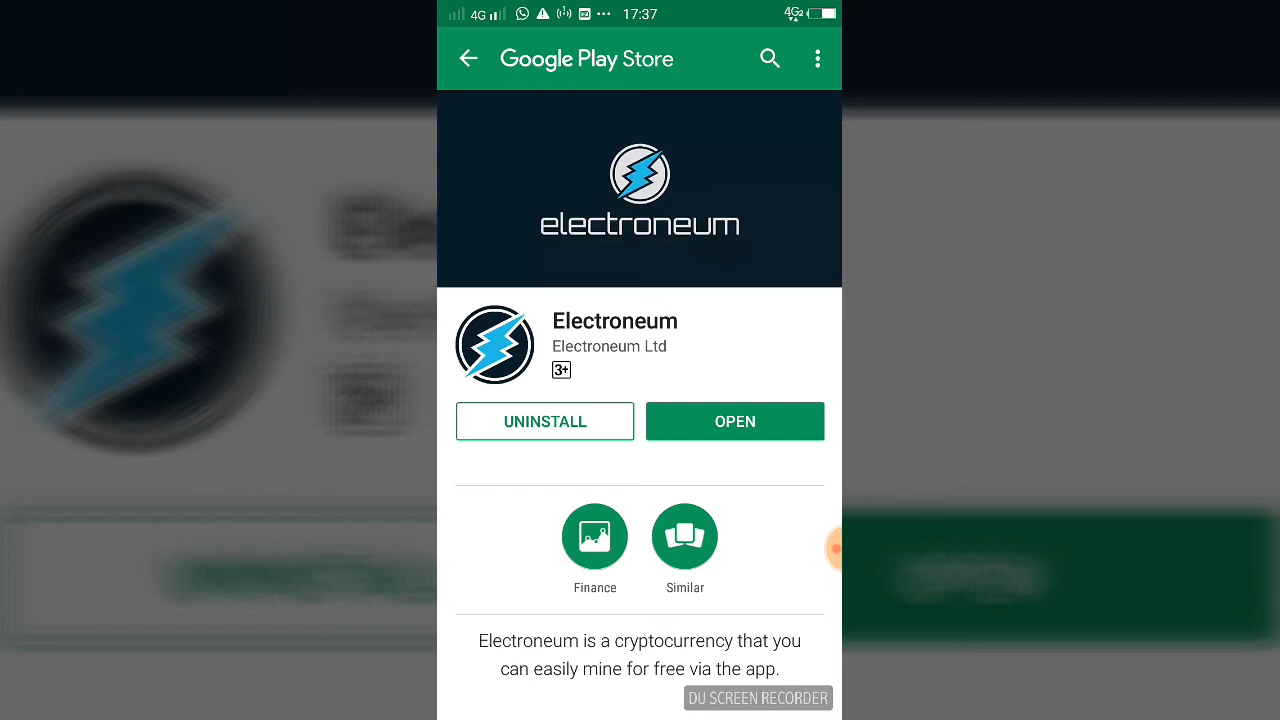 4G 17:37 4G2
Google Play Store
electroneum
Electroneum
Electroneum Ltd
3+
UNINSTALL OPEN
Finance Similar
Electroneum is a cryptocurrency that you
can easily mine for free via the app.
DU SCREEN RECORDER